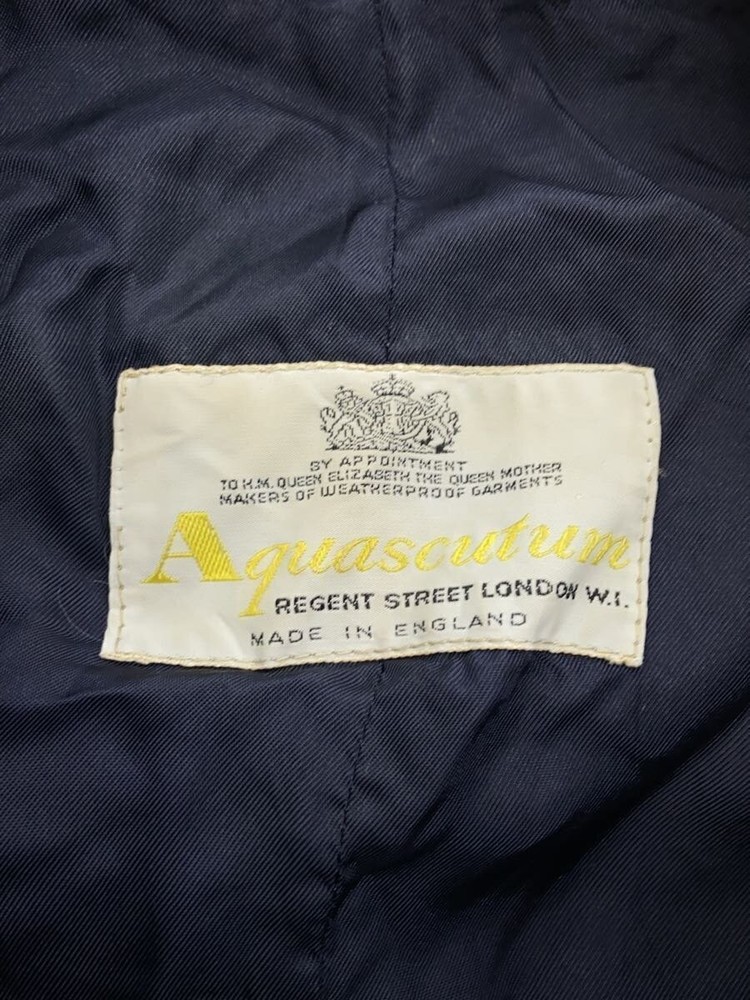 BY APPOINTMENT
TO H.M. QUEEN ELIZABETH THE QUEEN MOTHER
MAKERS OF WEATHERPROOF GARMENTS
Aquascutum
REGENT STREET LONDON W.1.
MADE IN ENGLAND